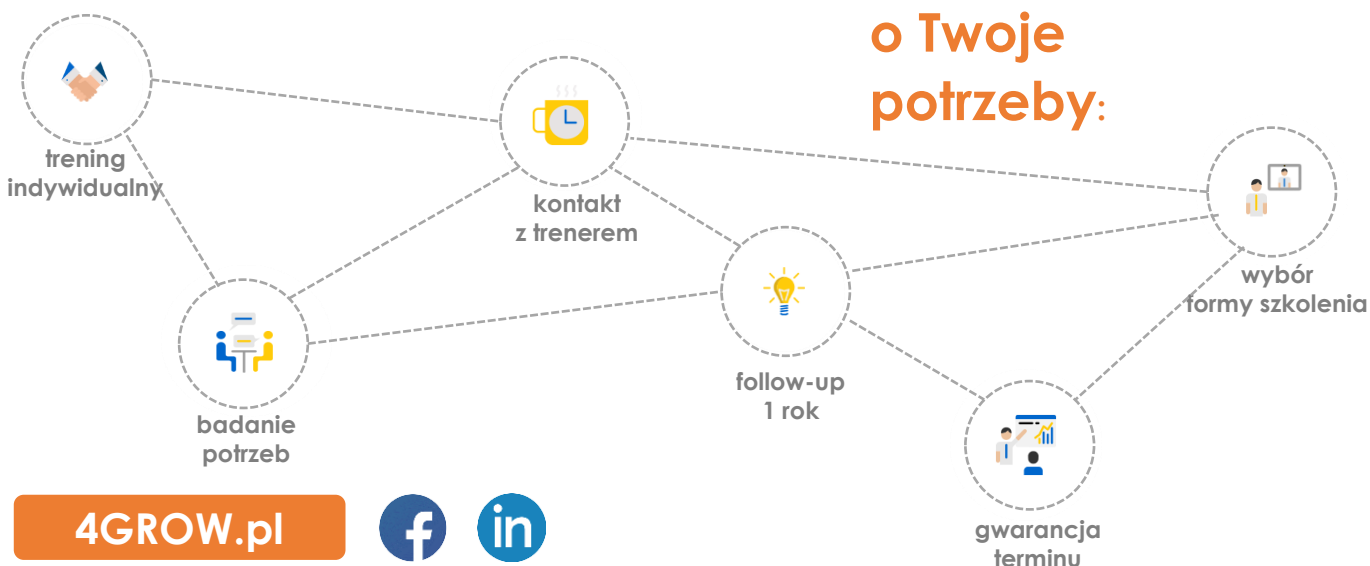 o Twoje
potrzeby:
trening
indywidualny
kontakt
z trenerem
wybór
formy szkolenia
badanie
potrzeb
follow-up
1 rok
gwarancja
terminu
4GROW.pl
f
in